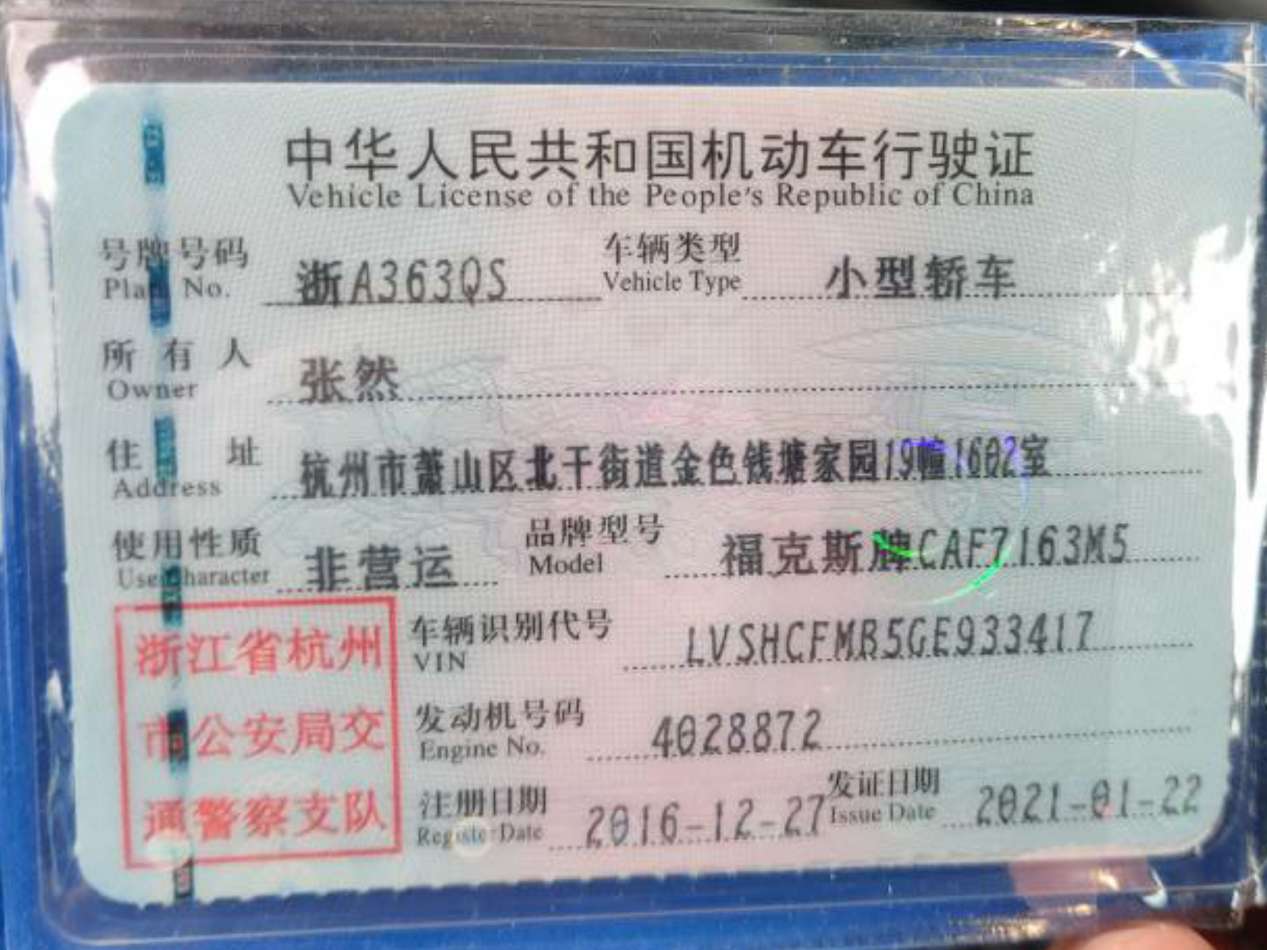 中华人民共和国机动车行驶证
Vehicle License of the People's Republic of China
号牌号码 浙A363QS 车辆类型 小型轿车
Plate No. Vehicle Type
所有人 张然
Owner
住址 杭州市萧山区北干街道金色钱塘家园19幢1602室
Address
使用性质 非营运 品牌型号 福克斯牌CAF7163M5
Use Character Model
浙江省杭州
市公安局交
通警察支队
车辆识别代号 LVSHCFMB5GE933417
VIN
发动机号码 4028872
Engine No.
注册日期 2016-12-27 发证日期 2021-01-22
Register Date Issue Date